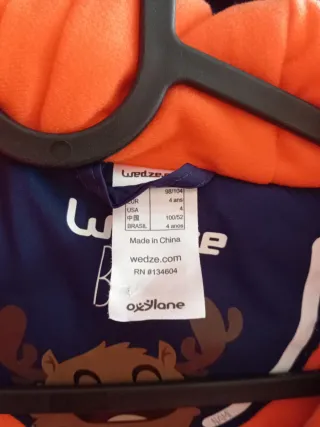 wedze.com
98/104
EUR 4 ans
USA 4
中国 100/52
BRASIL 4 anos
Made in China
wedze.com
RN #134604
oxylane
wedze